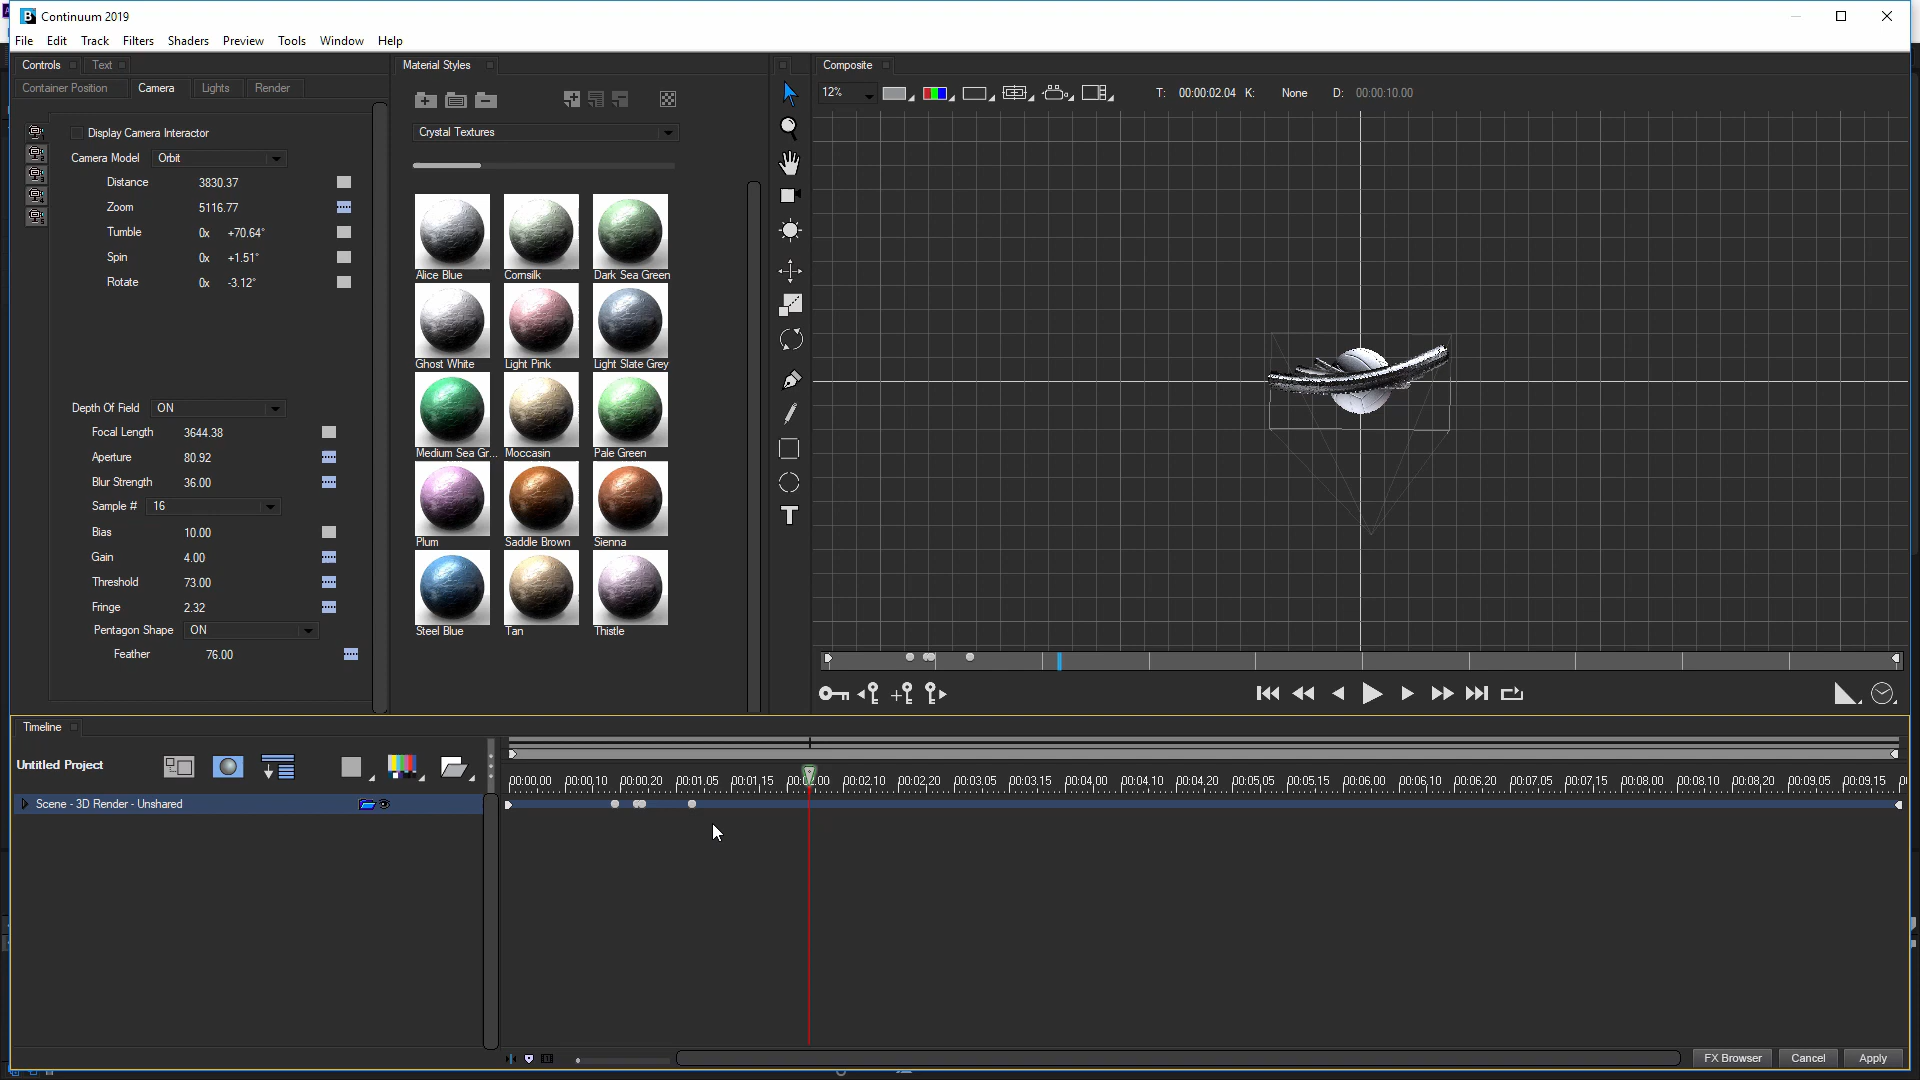 Continuum 2019
File Edit Track Filters Shaders Preview Tools Window Help
Controls Text
Container Position Camera Lights Render
Display Camera Interactor
Camera Model Orbit
Distance 3830.37
Zoom 5116.77
Tumble 0x +70.64°
Spin 0x +1.51°
Rotate 0x -3.12°
Depth Of Field ON
Focal Length 3644.38
Aperture 80.92
Blur Strength 36.00
Sample # 16
Bias 10.00
Gain 4.00
Threshold 73.00
Fringe 2.32
Pentagon Shape ON
Feather 76.00
Material Styles
Crystal Textures
Alice Blue Cornsilk Dark Sea Green
Ghost White Light Pink Light Slate Grey
Medium Sea Gr... Moccasin Pale Green
Plum Saddle Brown Sienna
Steel Blue Tan Thistle
Composite
12% T: 00:00:02.04 K: None D: 00:00:10.00
Timeline
Untitled Project
00:00.00 00:00.10 00:00.20 00:01.05 00:01.15 00:02.10 00:02.20 00:03.05 00:03.15 00:04.00 00:04.10 00:04.20 00:05.05 00:05.15 00:06.00 00:06.10 00:06.20 00:07.05 00:07.15 00:08.00 00:08.10 00:08.20 00:09.05 00:09.15
Scene - 3D Render - Unshared
FX Browser Cancel Apply